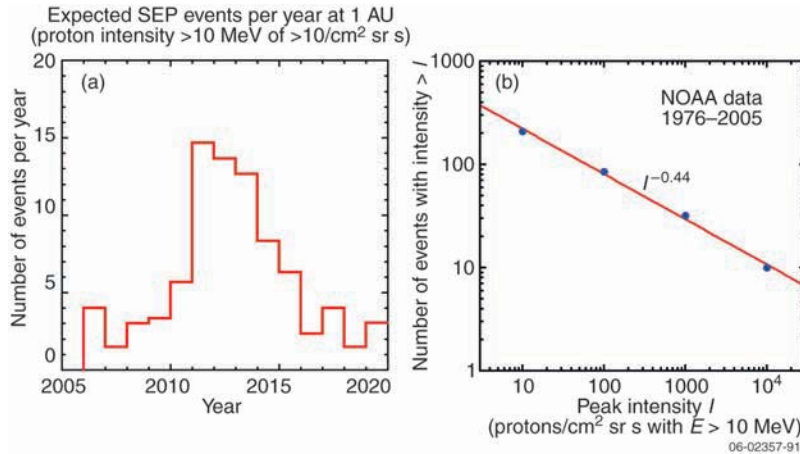 Expected SEP events per year at 1 AU
(proton intensity >10 MeV of >10/cm² sr s)
(a)
Number of events per year
20
15
10
5
0
2005 2010 2015 2020
Year
(b)
NOAA data
1976–2005
I⁻⁰·⁴⁴
Number of events with intensity > I
1000
100
10
1
10 100 1000 10⁴
Peak intensity I
(protons/cm² sr s with E > 10 MeV)
06-02357-91